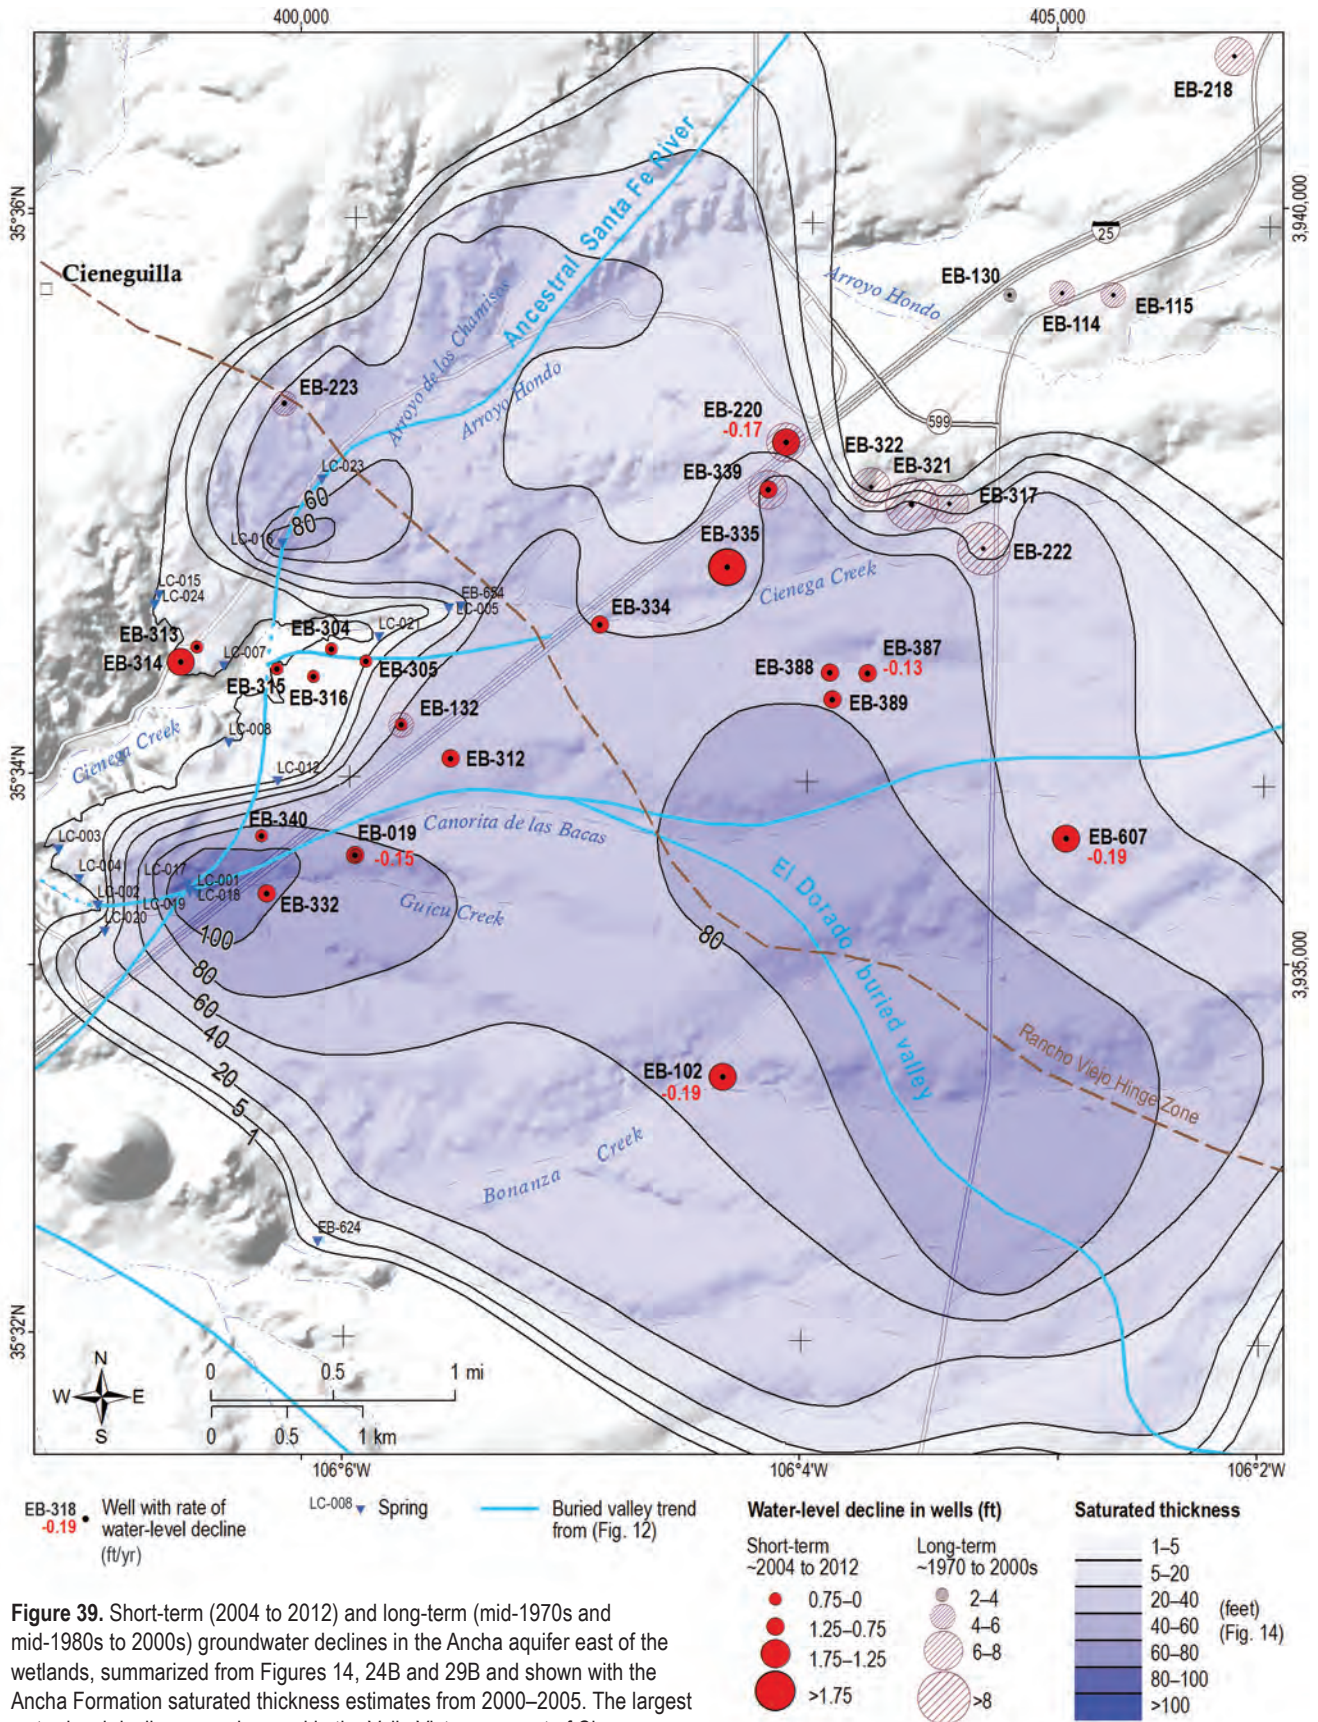 400,000
405,000
EB-218
35°36'N
3,940,000
25
Cieneguilla
Ancestral Santa Fe River
Arroyo Hondo
EB-130
EB-114
EB-115
Arroyo de los Chamisos
Arroyo Hondo
EB-223
599
EB-220
-0.17
EB-322
EB-321
EB-339
EB-317
LC-023
60
80
LC-016
EB-335
EB-222
Cienega Creek
LC-015
LC-024
EB-654
LC-005
EB-334
EB-313
EB-304
LC-021
EB-314
LC-007
EB-305
EB-315
EB-316
EB-388
EB-387
-0.13
EB-389
EB-132
Cienega Creek
LC-008
EB-312
35°34'N
LC-012
EB-340
EB-019
-0.15
Canorita de las Bacas
LC-003
LC-004
LC-017
LC-001
LC-002
LC-019
LC-018
LC-020
EB-332
Guicu Creek
EB-607
-0.19
El Dorado buried valley
100
80
60
40
20
5
1
80
3,935,000
Rancho Viejo Hinge Zone
EB-102
-0.19
Bonanza Creek
EB-624
35°32'N
N
W E
S
0 0.5 1 mi
0 0.5 1 km
106°6'W
106°4'W
106°2'W
EB-318
-0.19
Well with rate of
water-level decline
(ft/yr)
LC-008 Spring
Buried valley trend
from (Fig. 12)
Water-level decline in wells (ft)
Short-term
~2004 to 2012
0.75–0
1.25–0.75
1.75–1.25
>1.75
Long-term
~1970 to 2000s
2–4
4–6
6–8
>8
Saturated thickness
1–5
5–20
20–40
40–60
60–80
80–100
>100
(feet)
(Fig. 14)
Figure 39. Short-term (2004 to 2012) and long-term (mid-1970s and
mid-1980s to 2000s) groundwater declines in the Ancha aquifer east of the
wetlands, summarized from Figures 14, 24B and 29B and shown with the
Ancha Formation saturated thickness estimates from 2000–2005. The largest